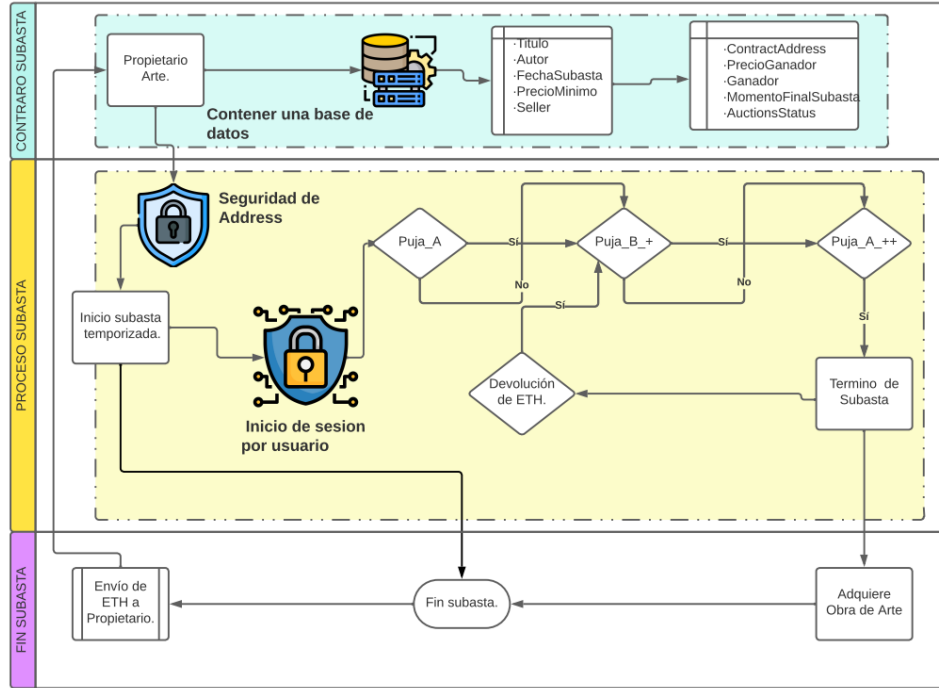 CONTRARO SUBASTA
Propietario
Arte.
Contener una base de
datos
·Titulo
·Autor
·FechaSubasta
·PrecioMinimo
·Seller
·ContractAddress
·PrecioGanador
·Ganador
·MomentoFinalSubasta
·AuctionsStatus
PROCESO SUBASTA
Seguridad de
Address
Inicio subasta
temporizada.
Inicio de sesion
por usuario
Puja_A
Sí
No
Puja_B_+
Sí
No
Puja_A_++
Sí
Sí
Devolución
de ETH.
Termino de
Subasta
FIN SUBASTA
Envío de
ETH a
Propietario.
Fin subasta.
Adquiere
Obra de Arte